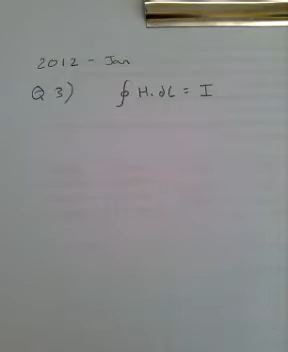 2012 - Jan
Q 3) ∮ H. dl = I